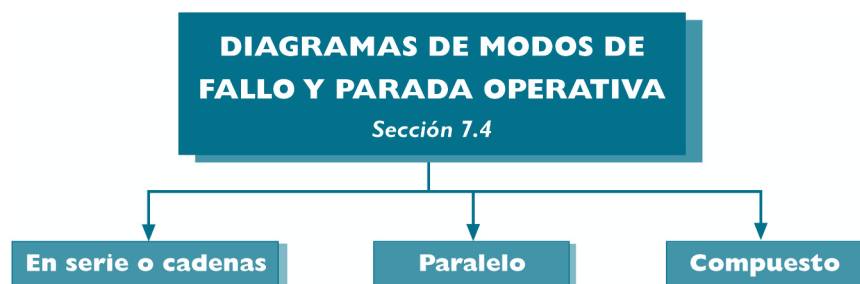 DIAGRAMAS DE MODOS DE
FALLO Y PARADA OPERATIVA
Sección 7.4
En serie o cadenas
Paralelo
Compuesto